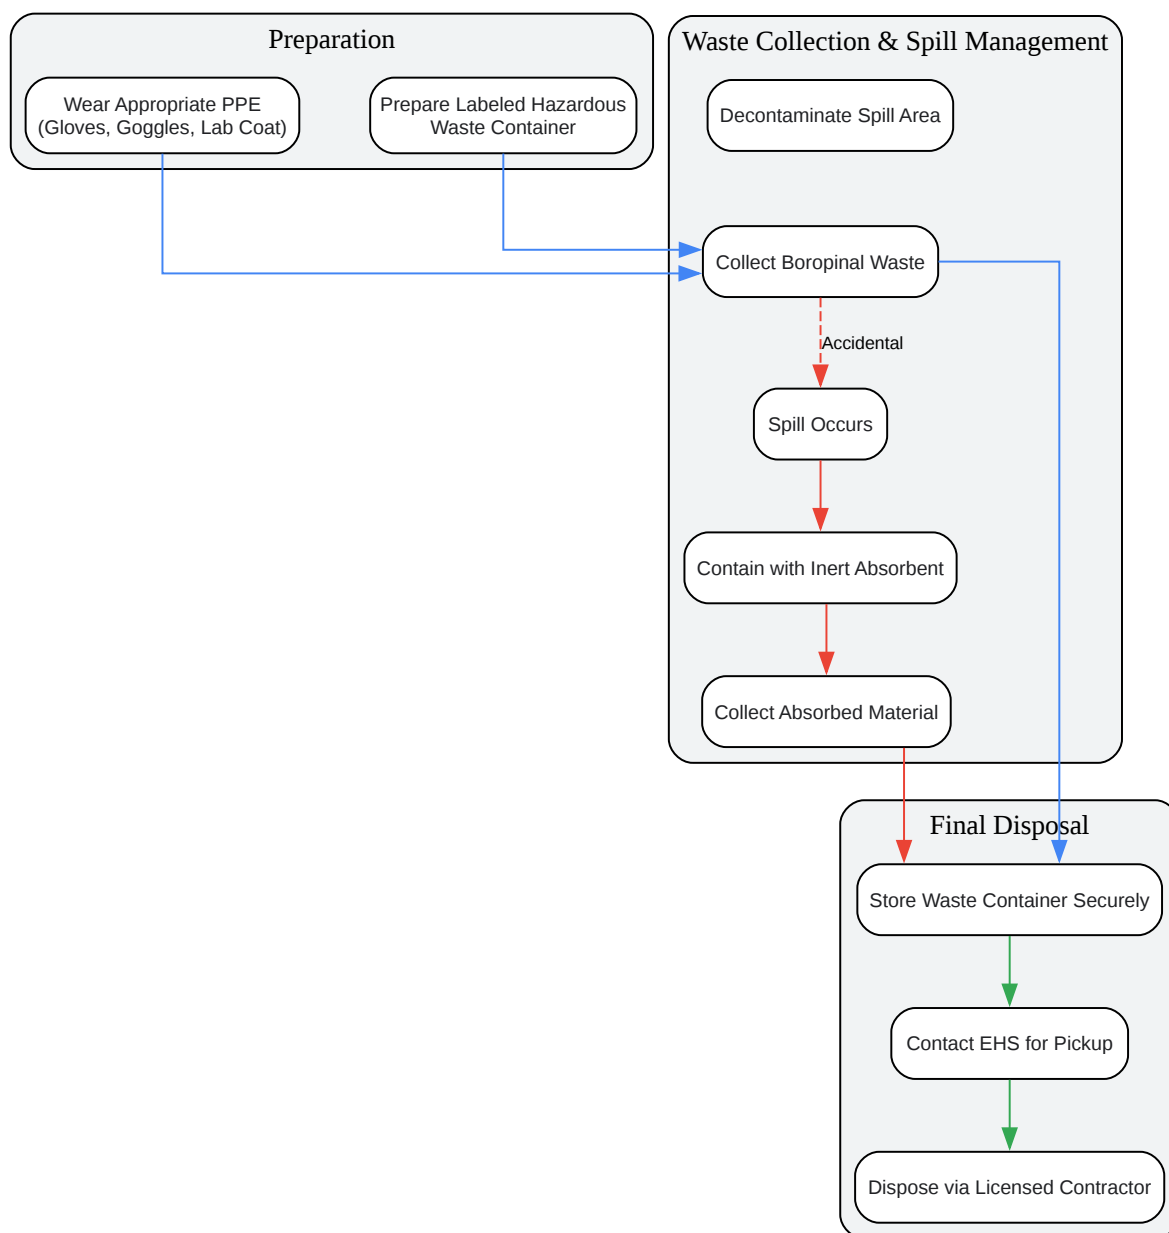 Preparation
Wear Appropriate PPE
(Gloves, Goggles, Lab Coat)
Prepare Labeled Hazardous
Waste Container
Waste Collection & Spill Management
Decontaminate Spill Area
Collect Boropinal Waste
Accidental
Spill Occurs
Contain with Inert Absorbent
Collect Absorbed Material
Final Disposal
Store Waste Container Securely
Contact EHS for Pickup
Dispose via Licensed Contractor